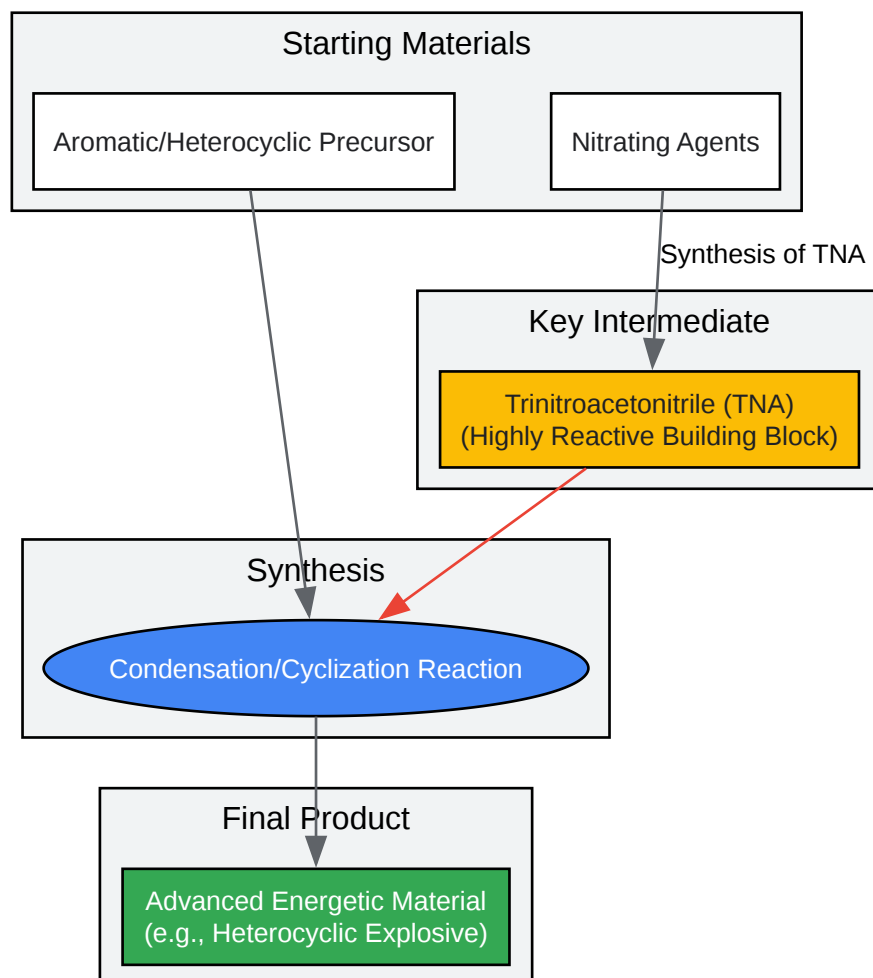 Starting Materials
Aromatic/Heterocyclic Precursor
Nitrating Agents
Synthesis of TNA
Key Intermediate
Trinitroacetonitrile (TNA)
(Highly Reactive Building Block)
Synthesis
Condensation/Cyclization Reaction
Final Product
Advanced Energetic Material
(e.g., Heterocyclic Explosive)